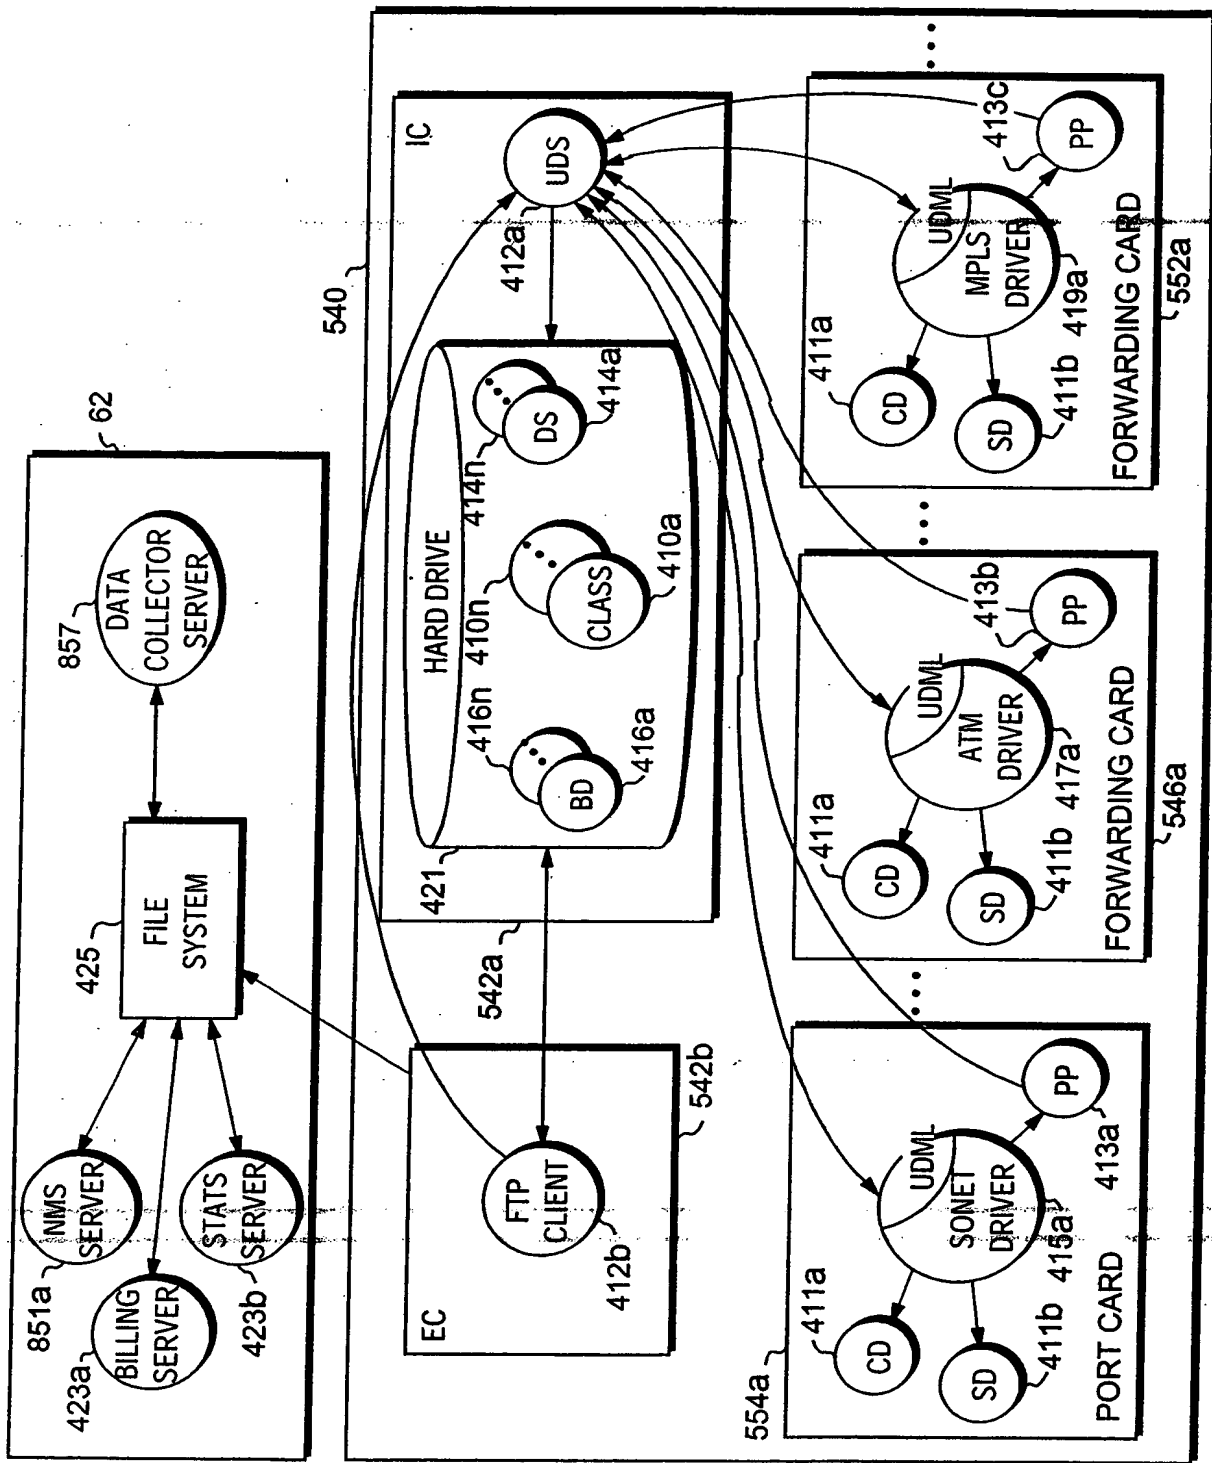 62
857
DATA
COLLECTOR
SERVER
425
FILE
SYSTEM
851a
NMS
SERVER
423a
BILLING
SERVER
STATS
SERVER
423b
540
IC
UDS
412a
HARD DRIVE
421
414n
DS
414a
410n
CLASS
410a
416n
BD
416a
542a
EC
FTP
CLIENT
412b
542b
554a
411a
CD
SD
411b
UDML
SONET
DRIVER
415a
PP
413a
PORT CARD
411a
CD
SD
411b
UDML
ATM
DRIVER
417a
413b
PP
FORWARDING CARD
546a
411a
CD
SD
411b
UDML
MPLS
DRIVER
419a
413c
PP
FORWARDING CARD
552a